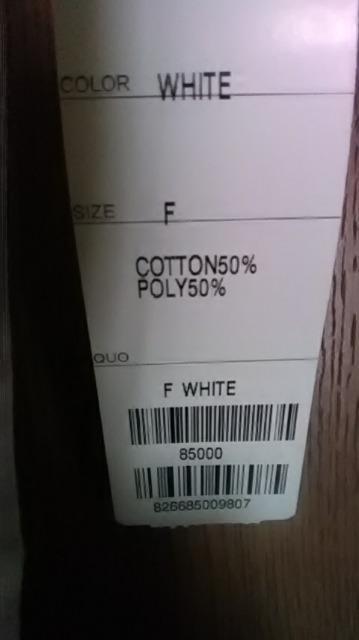 COLOR WHITE
SIZE F
COTTON50%
POLY50%
QUO
F WHITE
85000
826685009807